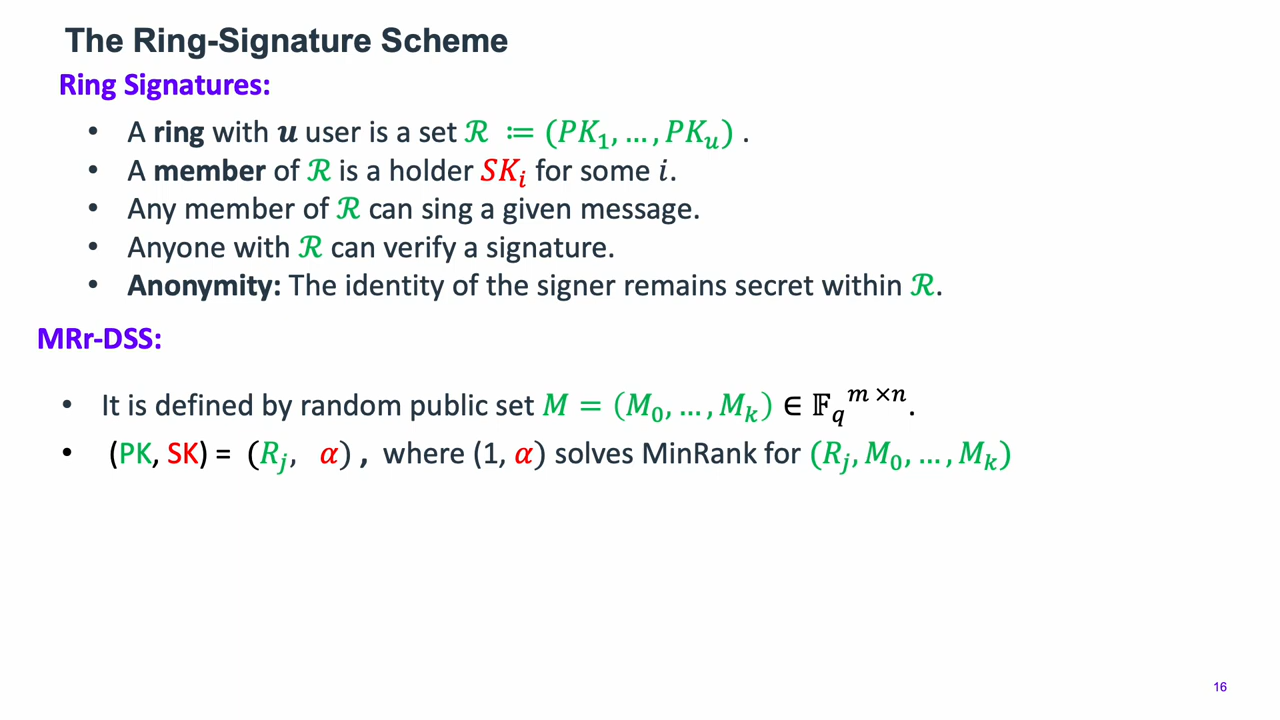 The Ring-Signature Scheme
Ring Signatures:
• A ring with 𝒖 user is a set ℛ ≔ (𝑃𝐾₁, … , 𝑃𝐾ᵤ) .
• A member of ℛ is a holder 𝑆𝐾ᵢ for some 𝑖.
• Any member of ℛ can sing a given message.
• Anyone with ℛ can verify a signature.
• Anonymity: The identity of the signer remains secret within ℛ.
MRr-DSS:
• It is defined by random public set 𝑀 = (𝑀₀, … , 𝑀ₖ) ∈ 𝔽_q^{m×n}.
• (PK, SK) = (𝑅ⱼ, 𝛼) , where (1, 𝛼) solves MinRank for (𝑅ⱼ, 𝑀₀, … , 𝑀ₖ)
16